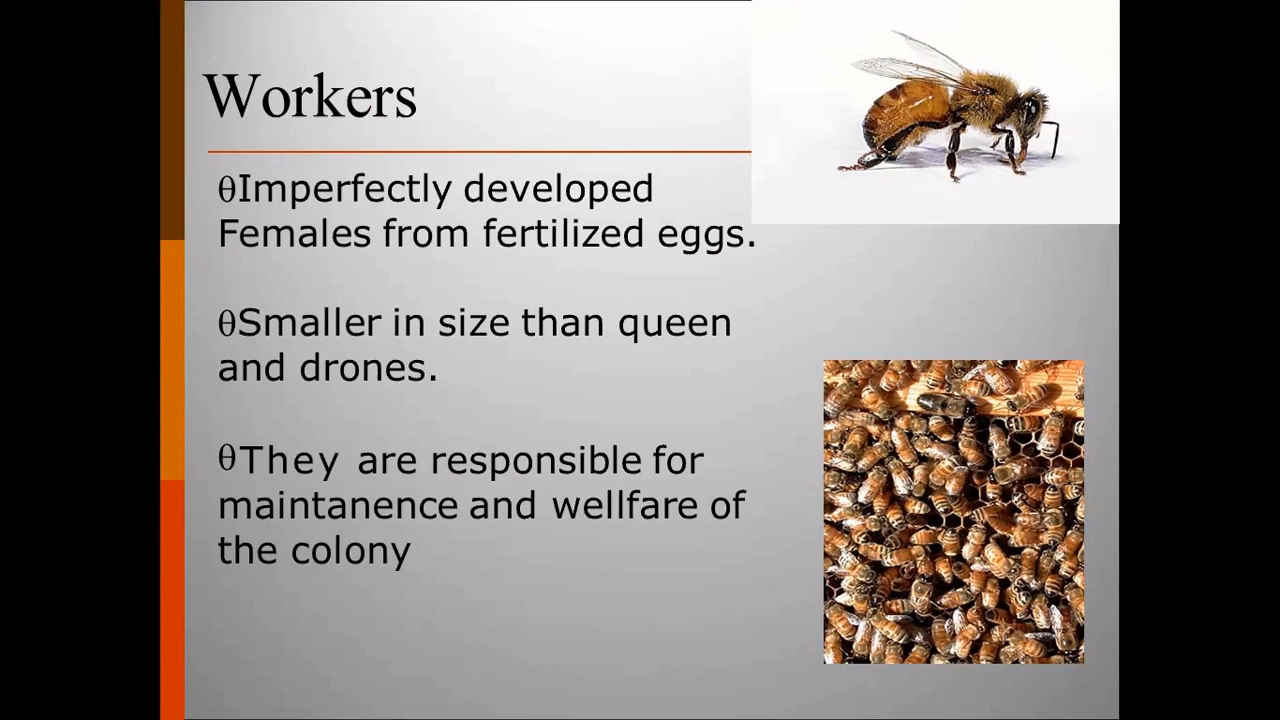 Workers
θImperfectly developed
Females from fertilized eggs.
θSmaller in size than queen
and drones.
θThey are responsible for
maintanence and wellfare of
the colony